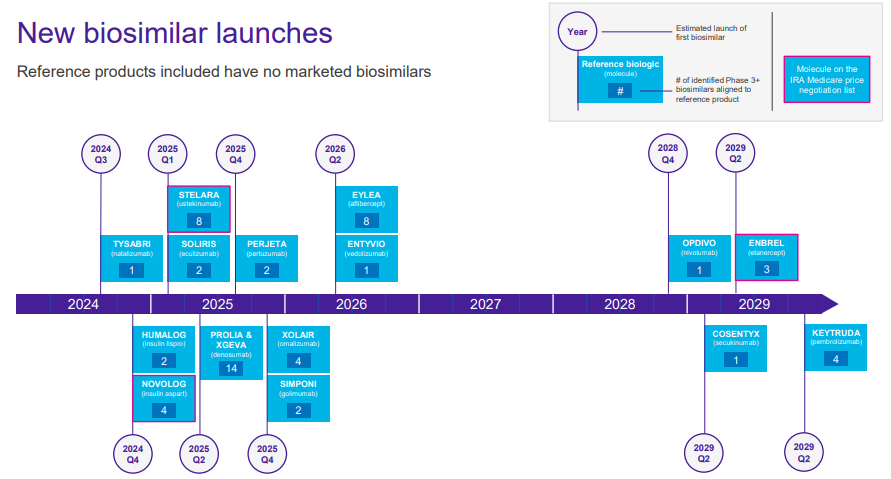 New biosimilar launches
Reference products included have no marketed biosimilars
Year
Estimated launch of
first biosimilar
Reference biologic
(molecule)
#
# of identified Phase 3+
biosimilars aligned to
reference product
Molecule on the
IRA Medicare price
negotiation list
2024
Q3
2025
Q1
2025
Q4
2026
Q2
2028
Q4
2029
Q2
STELARA
(ustekinumab)
8
EYLEA
(aflibercept)
8
TYSABRI
(natalizumab)
1
SOLIRIS
(eculizumab)
2
PERJETA
(pertuzumab)
2
ENTYVIO
(vedolizumab)
1
OPDIVO
(nivolumab)
1
ENBREL
(etanercept)
3
2024
2025
2026
2027
2028
2029
HUMALOG
(insulin lispro)
2
PROLIA &
XGEVA
(denosumab)
14
XOLAIR
(omalizumab)
4
COSENTYX
(secukinumab)
1
KEYTRUDA
(pembrolizumab)
4
NOVOLOG
(insulin aspart)
4
SIMPONI
(golimumab)
2
2024
Q4
2025
Q2
2025
Q4
2029
Q2
2029
Q2